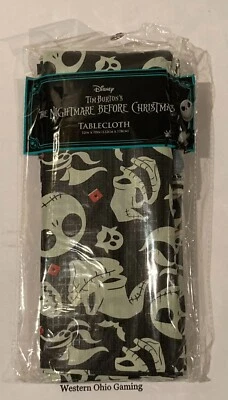 Disney
Tim Burton's
The Nightmare Before Christmas
Tablecloth
Western Ohio Gaming